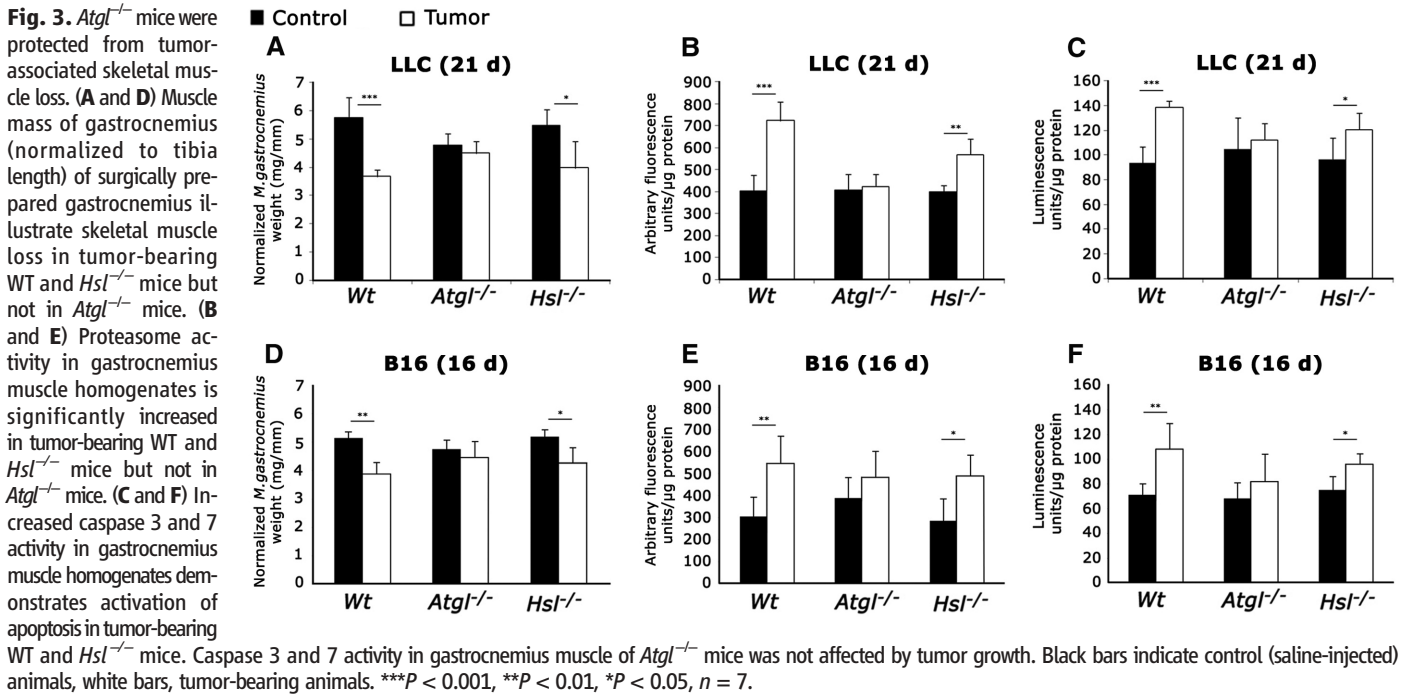 Fig. 3. Atgl–/– mice were
protected from tumor-
associated skeletal mus-
cle loss. (A and D) Muscle
mass of gastrocnemius
(normalized to tibia
length) of surgically pre-
pared gastrocnemius il-
lustrate skeletal muscle
loss in tumor-bearing
WT and Hsl–/– mice but
not in Atgl–/– mice. (B
and E) Proteasome ac-
tivity in gastrocnemius
muscle homogenates is
significantly increased
in tumor-bearing WT and
Hsl–/– mice but not in
Atgl–/– mice. (C and F) In-
creased caspase 3 and 7
activity in gastrocnemius
muscle homogenates dem-
onstrates activation of
apoptosis in tumor-bearing
WT and Hsl–/– mice. Caspase 3 and 7 activity in gastrocnemius muscle of Atgl–/– mice was not affected by tumor growth. Black bars indicate control (saline-injected)
animals, white bars, tumor-bearing animals. ***P < 0.001, **P < 0.01, *P < 0.05, n = 7.
Control Tumor
A
LLC (21 d)
Normalized M.gastrocnemius
weight (mg/mm)
7
6
5
4
3
2
1
0
***
*
Wt Atgl-/- Hsl-/-
B
LLC (21 d)
Arbitrary fluorescence
units/µg protein
900
800
700
600
500
400
300
200
100
0
***
**
Wt Atgl-/- Hsl-/-
C
LLC (21 d)
Luminescence
units/µg protein
160
140
120
100
80
60
40
20
0
***
*
Wt Atgl-/- Hsl-/-
D
B16 (16 d)
Normalized M.gastrocnemius
weight (mg/mm)
7
6
5
4
3
2
1
0
**
*
Wt Atgl-/- Hsl-/-
E
B16 (16 d)
Arbitrary fluorescence
units/µg protein
900
800
700
600
500
400
300
200
100
0
**
*
Wt Atgl-/- Hsl-/-
F
B16 (16 d)
Luminescence
units/µg protein
160
140
120
100
80
60
40
20
0
**
*
Wt Atgl-/- Hsl-/-